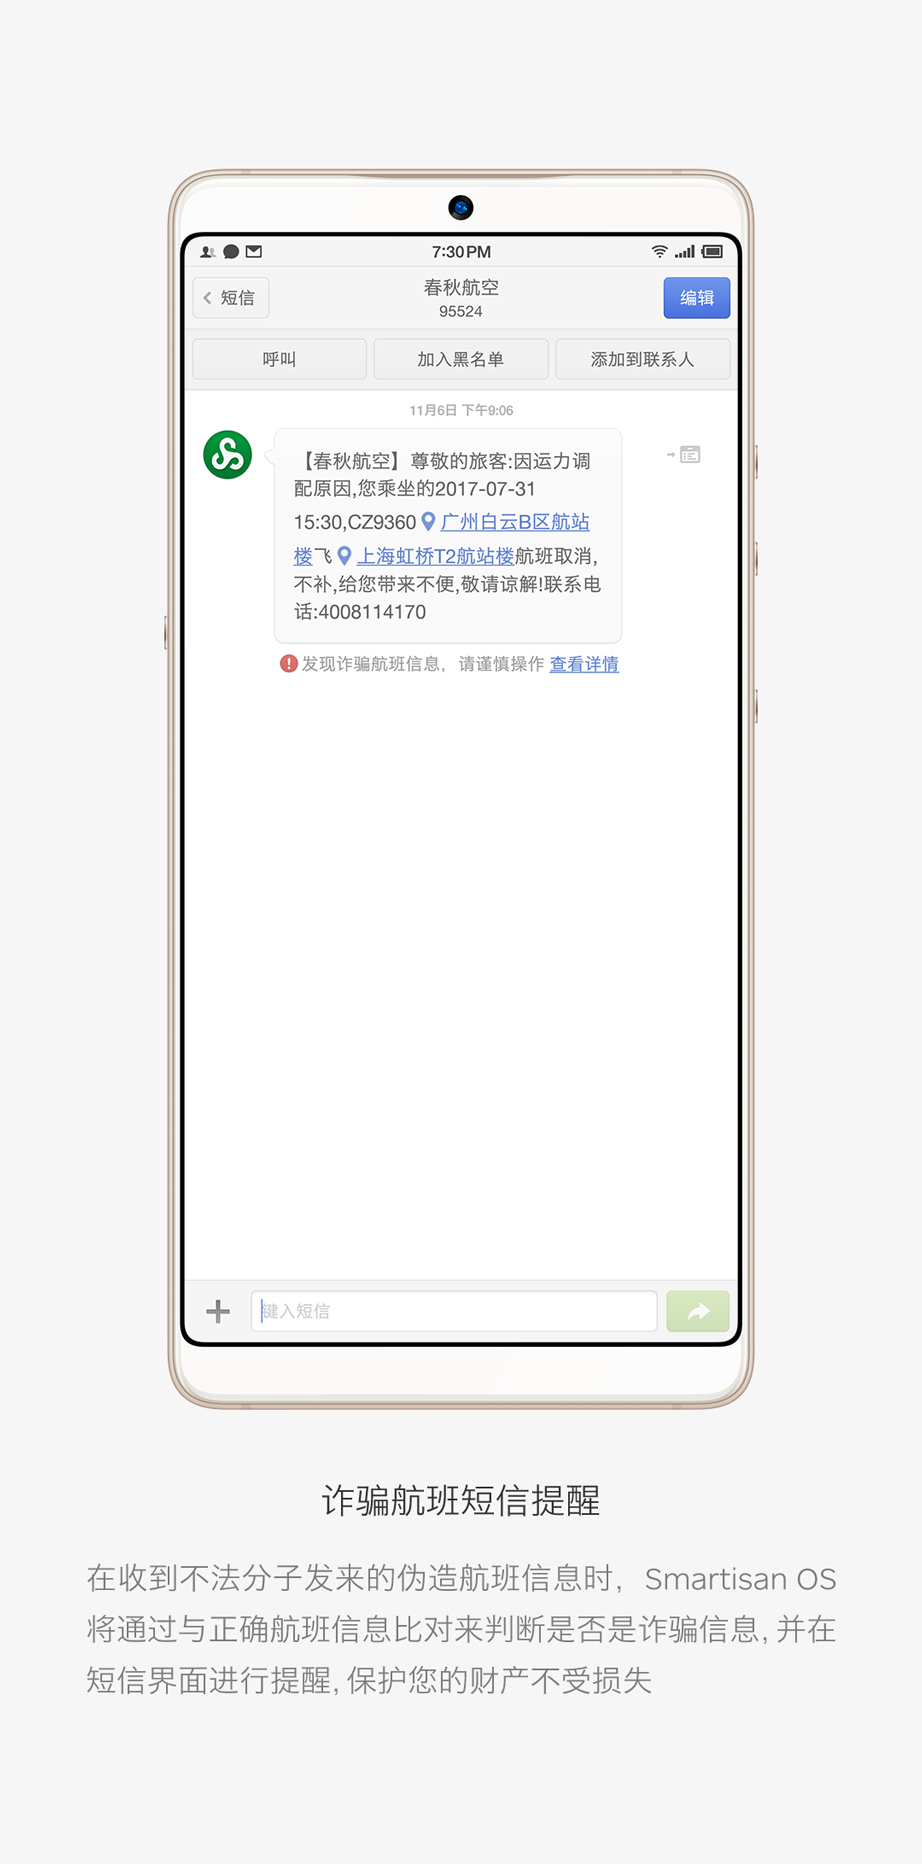 7:30PM
短信
春秋航空
95524
编辑
呼叫
加入黑名单
添加到联系人
11月6日 下午9:06
【春秋航空】尊敬的旅客:因运力调
配原因,您乘坐的2017-07-31
15:30,CZ9360 广州白云B区航站
楼飞 上海虹桥T2航站楼航班取消,
不补,给您带来不便,敬请谅解!联系电
话:4008114170
发现诈骗航班信息，请谨慎操作 查看详情
键入短信
诈骗航班短信提醒
在收到不法分子发来的伪造航班信息时，Smartisan OS
将通过与正确航班信息比对来判断是否是诈骗信息, 并在
短信界面进行提醒, 保护您的财产不受损失